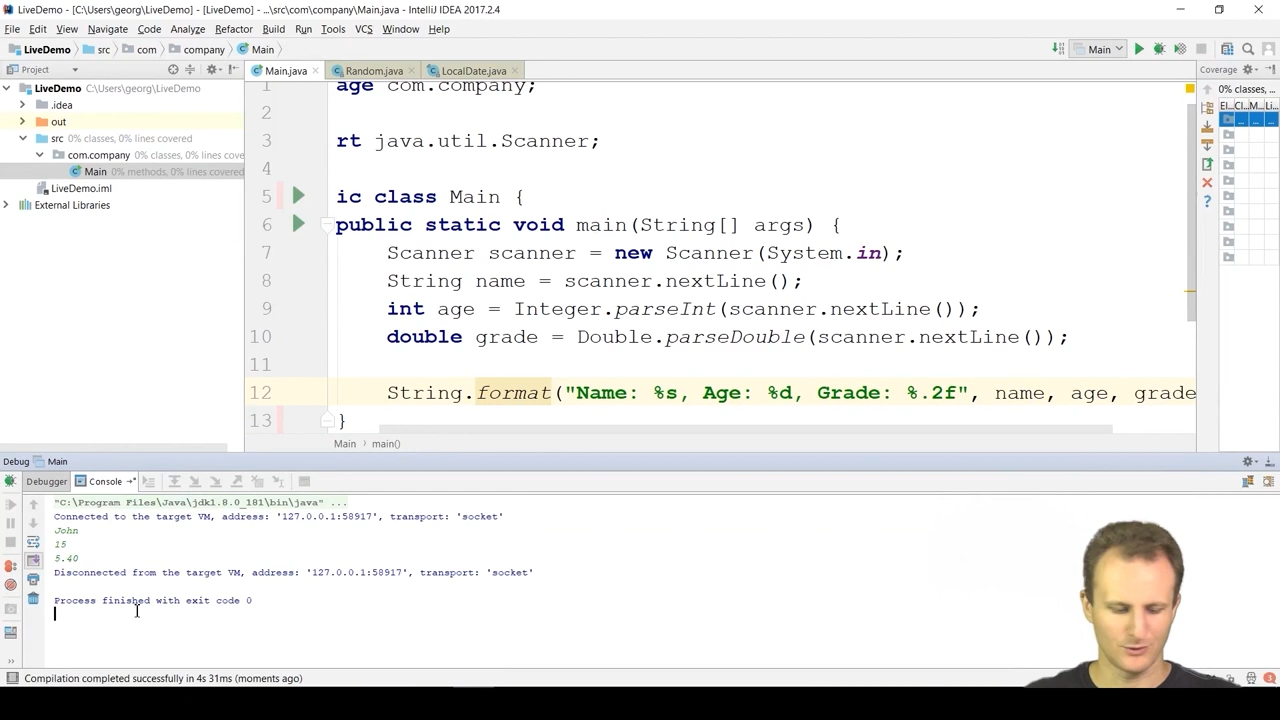 LiveDemo - [C:\Users\georg\LiveDemo] - [LiveDemo] - ...\src\com\company\Main.java - IntelliJ IDEA 2017.2.4
File Edit View Navigate Code Analyze Refactor Build Run Tools VCS Window Help
LiveDemo src com company Main Main
Project Main.java Random.java LocalDate.java Coverage
LiveDemo C:\Users\georg\LiveDemo
.idea
out
src 0% classes, 0% lines covered
com.company 0% classes, 0% lines cove
Main 0% methods, 0% lines covered
LiveDemo.iml
External Libraries
1 age com.company;
2
3 rt java.util.Scanner;
4
5 ic class Main {
6 public static void main(String[] args) {
7 Scanner scanner = new Scanner(System.in);
8 String name = scanner.nextLine();
9 int age = Integer.parseInt(scanner.nextLine());
10 double grade = Double.parseDouble(scanner.nextLine());
11
12 String.format("Name: %s, Age: %d, Grade: %.2f", name, age, grade
13 }
Main main()
0% classes, ...
El... Cl... M... Li...
... ... ...
Debug Main
Debugger Console
"C:\Program Files\Java\jdk1.8.0_181\bin\java" ...
Connected to the target VM, address: '127.0.0.1:58917', transport: 'socket'
John
15
5.40
Disconnected from the target VM, address: '127.0.0.1:58917', transport: 'socket'
Process finished with exit code 0
Compilation completed successfully in 4s 31ms (moments ago)
3